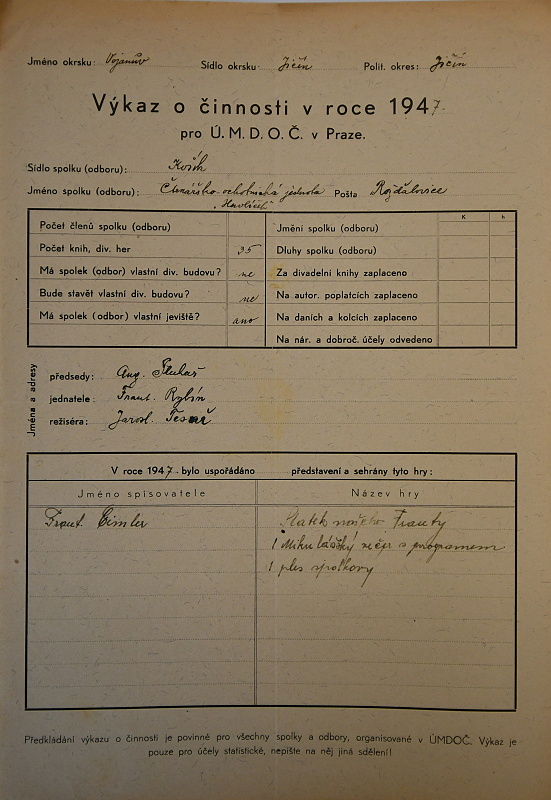 Jméno okrsku: Vojanův Sídlo okrsku Jičín Polit. okres: Jičín
Výkaz o činnosti v roce 1947.
pro Ú. M. D. O. Č. v Praze.
Sídlo spolku (odboru):
Jméno spolku (odboru): Čtenářsko-ochotnická jednota Pošta Rožďalovice
„Havlíček"
K h
Počet členů spolku (odboru) Jmění spolku (odboru)
Počet knih, div. her 35 Dluhy spolku (odboru)
Má spolek (odbor) vlastní div. budovu? ne Za divadelní knihy zaplaceno
Bude stavět vlastní div. budovu? ne Na autor. poplatcích zaplaceno
Má spolek (odbor) vlastní jeviště? ano Na daních a kolcích zaplaceno
Na nár. a dobroč. účely odvedeno
Jména a adresy
předsedy: Aug.
jednatele: Frant. Rybín
režiséra: Jarosl. Tesař
V roce 1947 bylo uspořádáno představení a sehrány tyto hry:
Jméno spisovatele Název hry
Frant. Cimler Statek našeho Franty
1 Mikulášský večer s programem
1 ples spolkový
Předkládání výkazu o činnosti je povinné pro všechny spolky a odbory, organisované v ÚMDOČ. Výkaz je
pouze pro účely statistické, nepište na něj jiná sdělení!